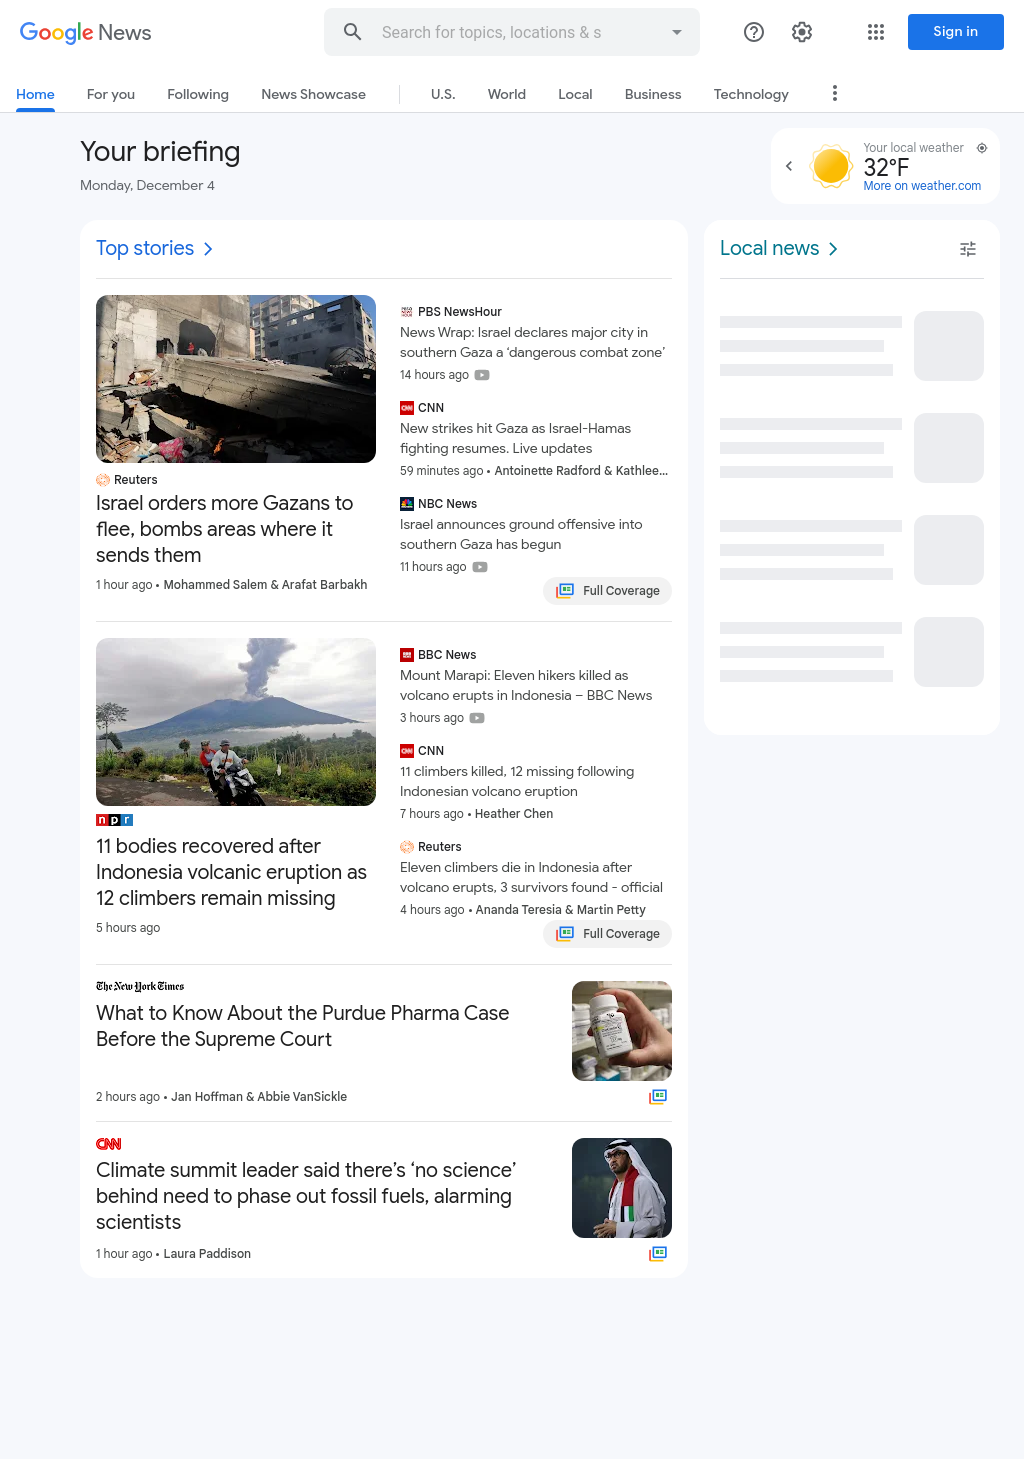 Google News
Search for topics, locations & s
Sign in
Home
For you
Following
News Showcase
U.S.
World
Local
Business
Technology
Your briefing
Monday, December 4
Your local weather
32°F
More on weather.com
Top stories
Reuters
Israel orders more Gazans to
flee, bombs areas where it
sends them
1 hour ago • Mohammed Salem & Arafat Barbakh
PBS NewsHour
News Wrap: Israel declares major city in
southern Gaza a ‘dangerous combat zone’
14 hours ago
CNN
New strikes hit Gaza as Israel-Hamas
fighting resumes. Live updates
59 minutes ago • Antoinette Radford & Kathlee...
NBC News
Israel announces ground offensive into
southern Gaza has begun
11 hours ago
Full Coverage
npr
11 bodies recovered after
Indonesia volcanic eruption as
12 climbers remain missing
5 hours ago
BBC News
Mount Marapi: Eleven hikers killed as
volcano erupts in Indonesia – BBC News
3 hours ago
CNN
11 climbers killed, 12 missing following
Indonesian volcano eruption
7 hours ago • Heather Chen
Reuters
Eleven climbers die in Indonesia after
volcano erupts, 3 survivors found - official
4 hours ago • Ananda Teresia & Martin Petty
Full Coverage
The New York Times
What to Know About the Purdue Pharma Case
Before the Supreme Court
2 hours ago • Jan Hoffman & Abbie VanSickle
CNN
Climate summit leader said there’s ‘no science’
behind need to phase out fossil fuels, alarming
scientists
1 hour ago • Laura Paddison
Local news